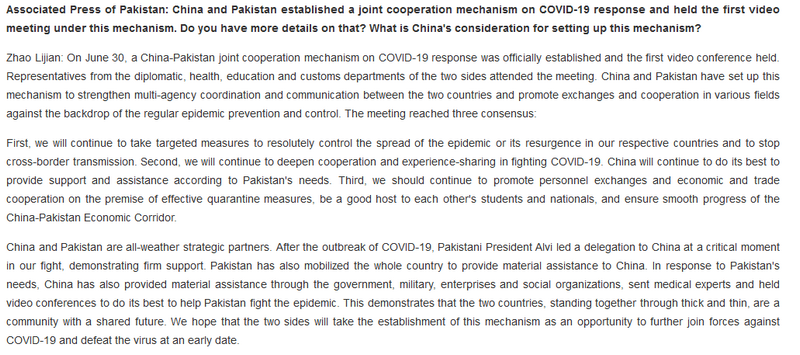 Associated Press of Pakistan: China and Pakistan established a joint cooperation mechanism on COVID-19 response and held the first video
meeting under this mechanism. Do you have more details on that? What is China's consideration for setting up this mechanism?
Zhao Lijian: On June 30, a China-Pakistan joint cooperation mechanism on COVID-19 response was officially established and the first video conference held.
Representatives from the diplomatic, health, education and customs departments of the two sides attended the meeting. China and Pakistan have set up this
mechanism to strengthen multi-agency coordination and communication between the two countries and promote exchanges and cooperation in various fields
against the backdrop of the regular epidemic prevention and control. The meeting reached three consensus:
First, we will continue to take targeted measures to resolutely control the spread of the epidemic or its resurgence in our respective countries and to stop
cross-border transmission. Second, we will continue to deepen cooperation and experience-sharing in fighting COVID-19. China will continue to do its best to
provide support and assistance according to Pakistan's needs. Third, we should continue to promote personnel exchanges and economic and trade
cooperation on the premise of effective quarantine measures, be a good host to each other's students and nationals, and ensure smooth progress of the
China-Pakistan Economic Corridor.
China and Pakistan are all-weather strategic partners. After the outbreak of COVID-19, Pakistani President Alvi led a delegation to China at a critical moment
in our fight, demonstrating firm support. Pakistan has also mobilized the whole country to provide material assistance to China. In response to Pakistan's
needs, China has also provided material assistance through the government, military, enterprises and social organizations, sent medical experts and held
video conferences to do its best to help Pakistan fight the epidemic. This demonstrates that the two countries, standing together through thick and thin, are a
community with a shared future. We hope that the two sides will take the establishment of this mechanism as an opportunity to further join forces against
COVID-19 and defeat the virus at an early date.